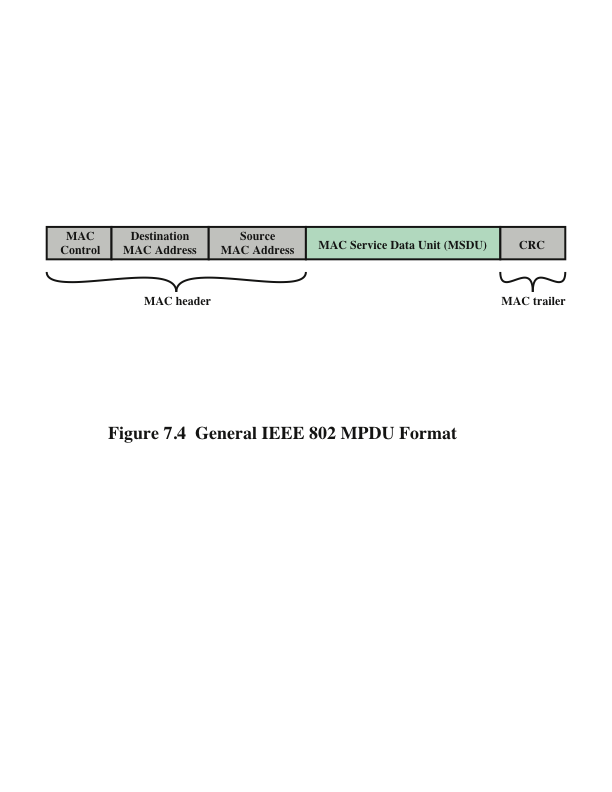 MAC
Control
Destination
MAC Address
Source
MAC Address
MAC Service Data Unit (MSDU)
CRC
MAC header
MAC trailer
Figure 7.4  General IEEE 802 MPDU Format